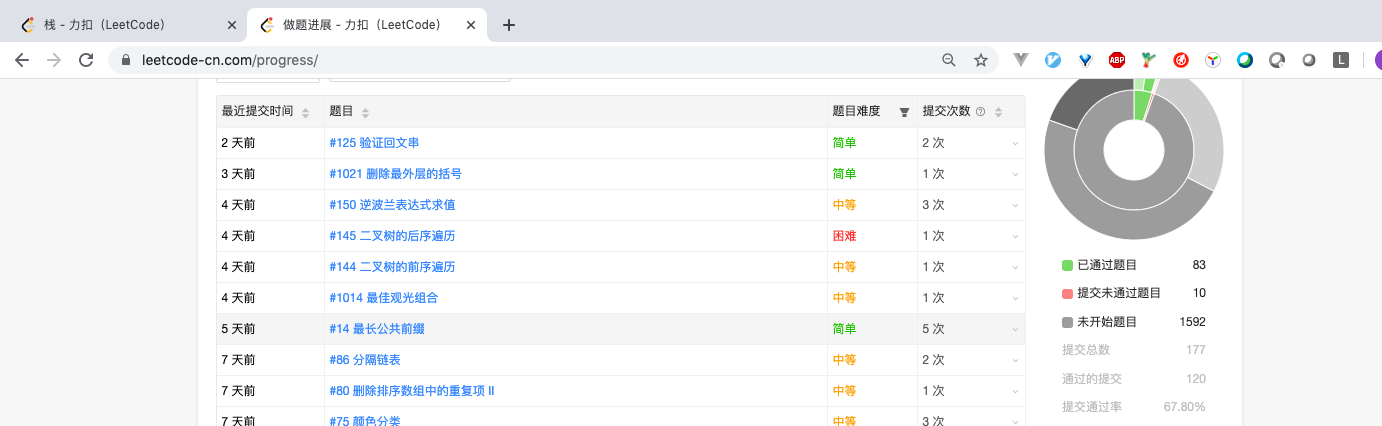 栈 - 力扣（LeetCode）
做题进展 - 力扣（LeetCode）
leetcode-cn.com/progress/
ABP
L
最近提交时间 题目 题目难度 提交次数
2 天前 #125 验证回文串 简单 2 次
3 天前 #1021 删除最外层的括号 简单 1 次
4 天前 #150 逆波兰表达式求值 中等 3 次
4 天前 #145 二叉树的后序遍历 困难 1 次
4 天前 #144 二叉树的前序遍历 中等 1 次
4 天前 #1014 最佳观光组合 中等 1 次
5 天前 #14 最长公共前缀 简单 5 次
7 天前 #86 分隔链表 中等 2 次
7 天前 #80 删除排序数组中的重复项 II 中等 1 次
7 天前 #75 颜色分类 中等 3 次
已通过题目 83
提交未通过题目 10
未开始题目 1592
提交总数 177
通过的提交 120
提交通过率 67.80%